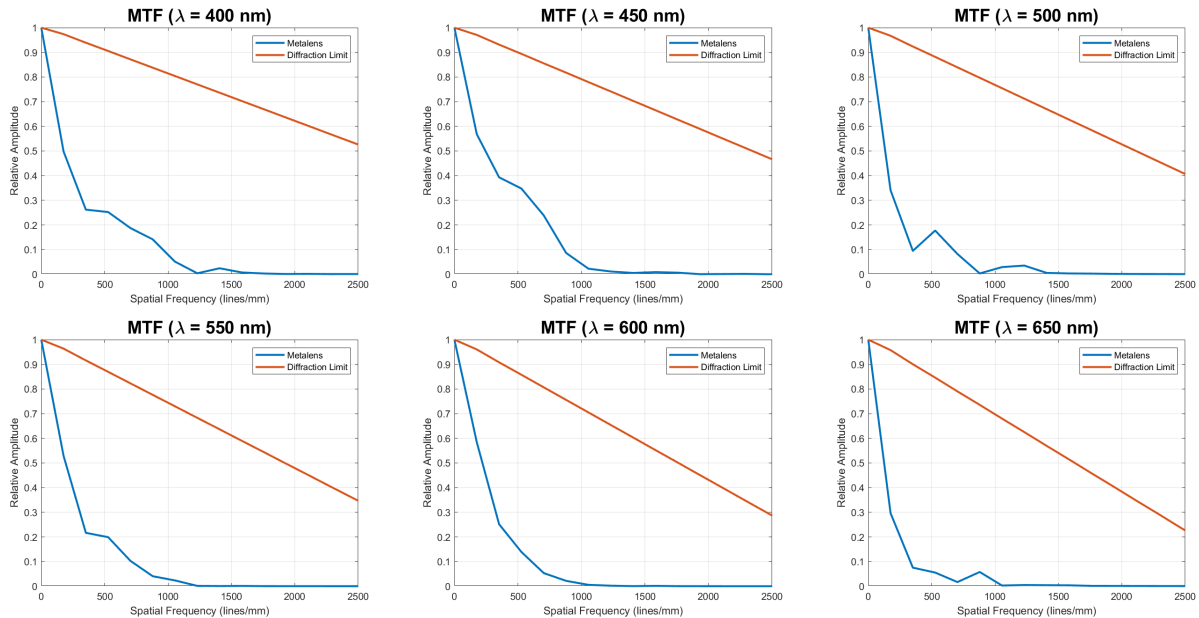 MTF (λ = 400 nm)
Relative Amplitude
1
0.9
0.8
0.7
0.6
0.5
0.4
0.3
0.2
0.1
0
Metalens
Diffraction Limit
0 500 1000 1500 2000 2500
Spatial Frequency (lines/mm)
MTF (λ = 450 nm)
Relative Amplitude
1
0.9
0.8
0.7
0.6
0.5
0.4
0.3
0.2
0.1
0
Metalens
Diffraction Limit
0 500 1000 1500 2000 2500
Spatial Frequency (lines/mm)
MTF (λ = 500 nm)
Relative Amplitude
1
0.9
0.8
0.7
0.6
0.5
0.4
0.3
0.2
0.1
0
Metalens
Diffraction Limit
0 500 1000 1500 2000 2500
Spatial Frequency (lines/mm)
MTF (λ = 550 nm)
Relative Amplitude
1
0.9
0.8
0.7
0.6
0.5
0.4
0.3
0.2
0.1
0
Metalens
Diffraction Limit
0 500 1000 1500 2000 2500
Spatial Frequency (lines/mm)
MTF (λ = 600 nm)
Relative Amplitude
1
0.9
0.8
0.7
0.6
0.5
0.4
0.3
0.2
0.1
0
Metalens
Diffraction Limit
0 500 1000 1500 2000 2500
Spatial Frequency (lines/mm)
MTF (λ = 650 nm)
Relative Amplitude
1
0.9
0.8
0.7
0.6
0.5
0.4
0.3
0.2
0.1
0
Metalens
Diffraction Limit
0 500 1000 1500 2000 2500
Spatial Frequency (lines/mm)